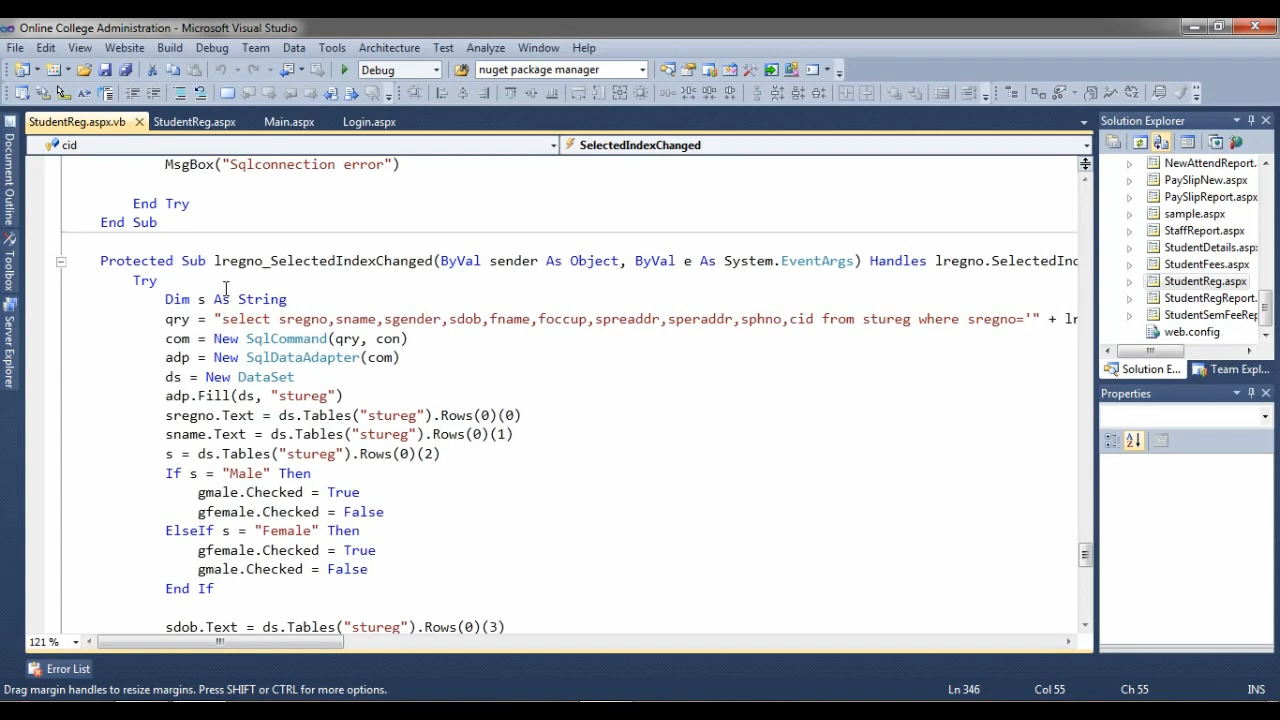 Online College Administration - Microsoft Visual Studio
File Edit View Website Build Debug Team Data Tools Architecture Test Analyze Window Help
Debug nuget package manager
StudentReg.aspx.vb StudentReg.aspx Main.aspx Login.aspx
cid SelectedIndexChanged
MsgBox("Sqlconnection error")
End Try
End Sub
Protected Sub lregno_SelectedIndexChanged(ByVal sender As Object, ByVal e As System.EventArgs) Handles lregno.SelectedInd
Try
Dim s As String
qry = "select sregno,sname,sgender,sdob,fname,foccup,spreaddr,speraddr,sphno,cid from stureg where sregno='" + lr
com = New SqlCommand(qry, con)
adp = New SqlDataAdapter(com)
ds = New DataSet
adp.Fill(ds, "stureg")
sregno.Text = ds.Tables("stureg").Rows(0)(0)
sname.Text = ds.Tables("stureg").Rows(0)(1)
s = ds.Tables("stureg").Rows(0)(2)
If s = "Male" Then
gmale.Checked = True
gfemale.Checked = False
ElseIf s = "Female" Then
gfemale.Checked = True
gmale.Checked = False
End If
sdob.Text = ds.Tables("stureg").Rows(0)(3)
121 %
Document Outline
Toolbox
Server Explorer
Solution Explorer
NewAttendReport.
PaySlipNew.aspx
PaySlipReport.aspx
sample.aspx
StaffReport.aspx
StudentDetails.asp
StudentFees.aspx
StudentReg.aspx
StudentRegReport.
StudentSemFeeRep
web.config
Solution E... Team Expl...
Properties
Error List
Drag margin handles to resize margins. Press SHIFT or CTRL for more options. Ln 346 Col 55 Ch 55 INS